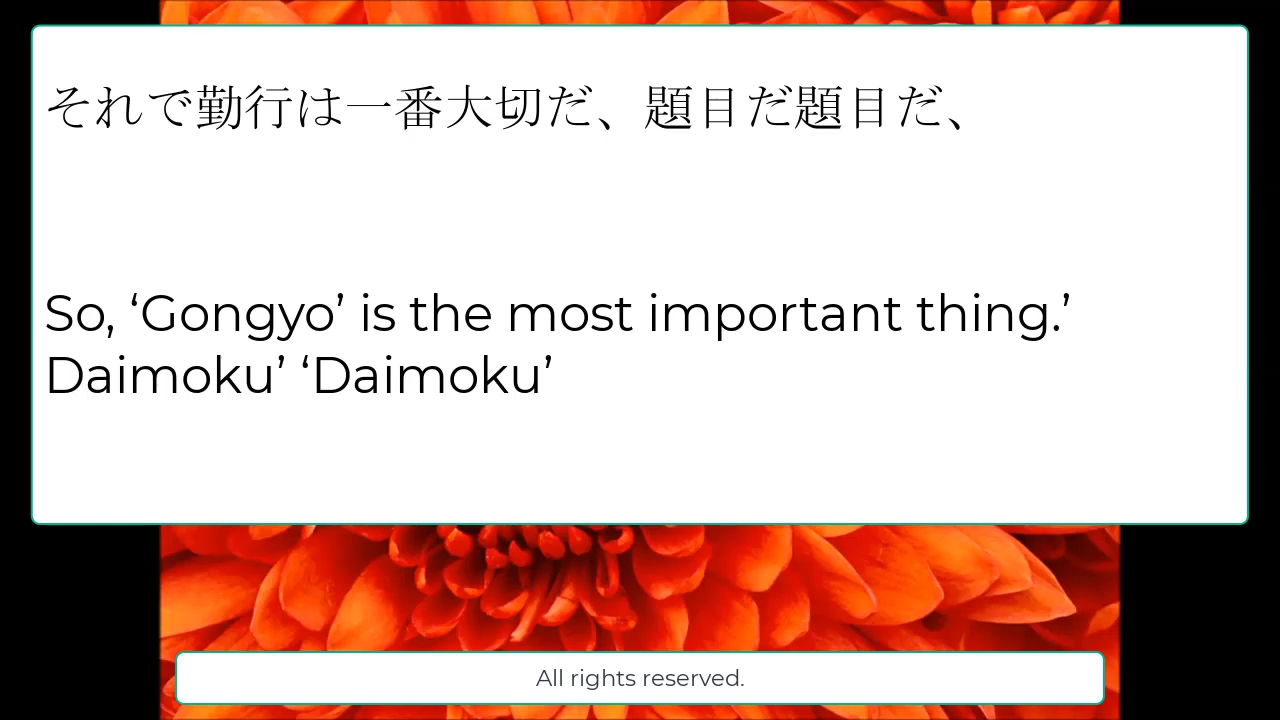 それで勤行は一番大切だ、題目だ題目だ、
So, ‘Gongyo’ is the most important thing.’
Daimoku’ ‘Daimoku’
All rights reserved.